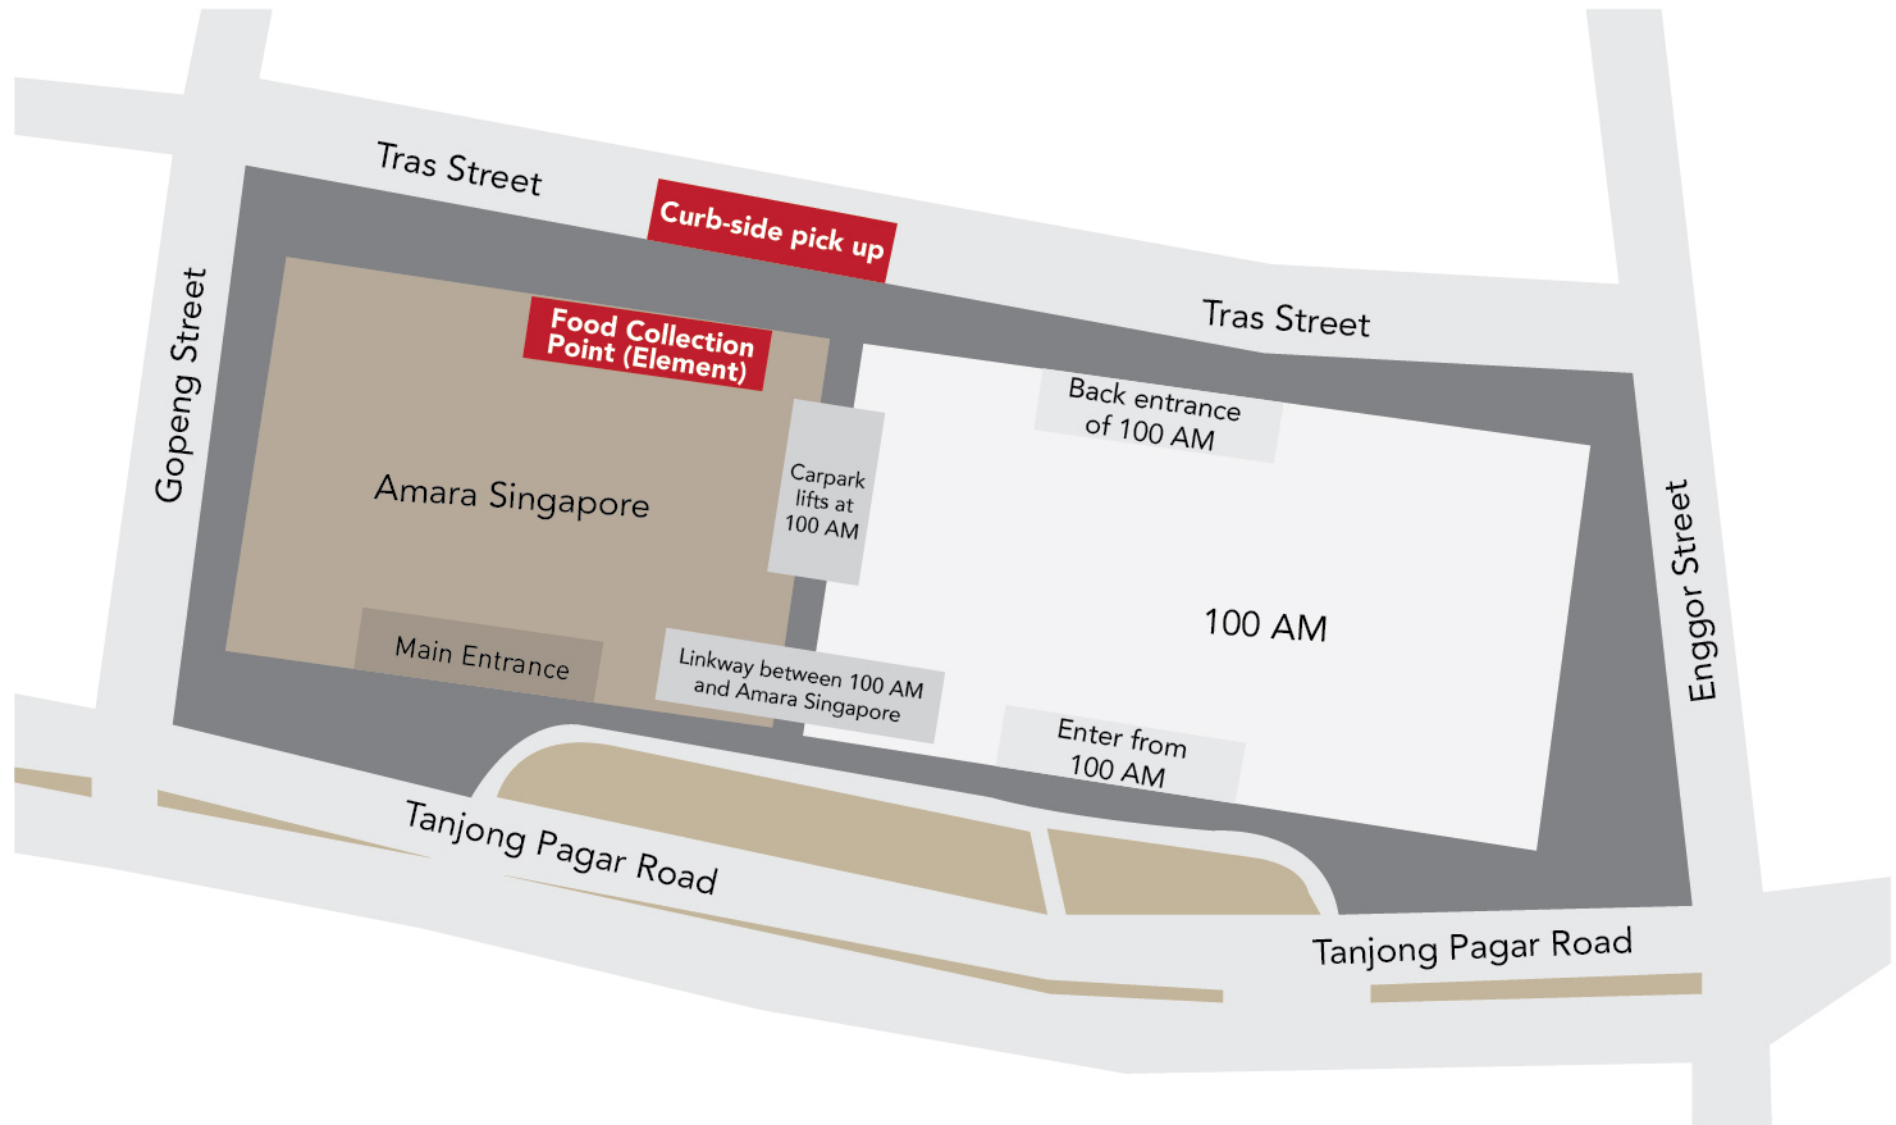 Tras Street
Curb-side pick up
Tras Street
Gopeng Street
Food Collection
Point (Element)
Back entrance
of 100 AM
Carpark
lifts at
100 AM
Amara Singapore
Enggor Street
100 AM
Main Entrance
Linkway between 100 AM
and Amara Singapore
Enter from
100 AM
Tanjong Pagar Road
Tanjong Pagar Road